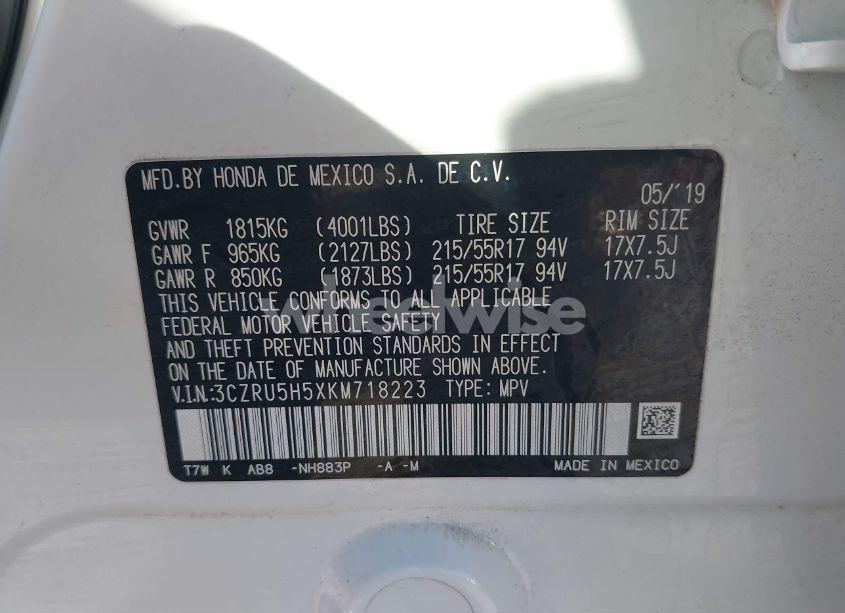 MFD.BY HONDA DE MEXICO S.A. DE C.V.
05/'19
GVWR 1815KG (4001LBS) TIRE SIZE RIM SIZE
GAWR F 965KG (2127LBS) 215/55R17 94V 17X7.5J
GAWR R 850KG (1873LBS) 215/55R17 94V 17X7.5J
THIS VEHICLE CONFORMS TO ALL APPLICABLE
FEDERAL MOTOR VEHICLE SAFETY
AND THEFT PREVENTION STANDARDS IN EFFECT
ON THE DATE OF MANUFACTURE SHOWN ABOVE.
V.I.N.:3CZRU5H5XKM718223 TYPE: MPV
T7W K AB8 -NH883P -A -M MADE IN MEXICO
wheelwise